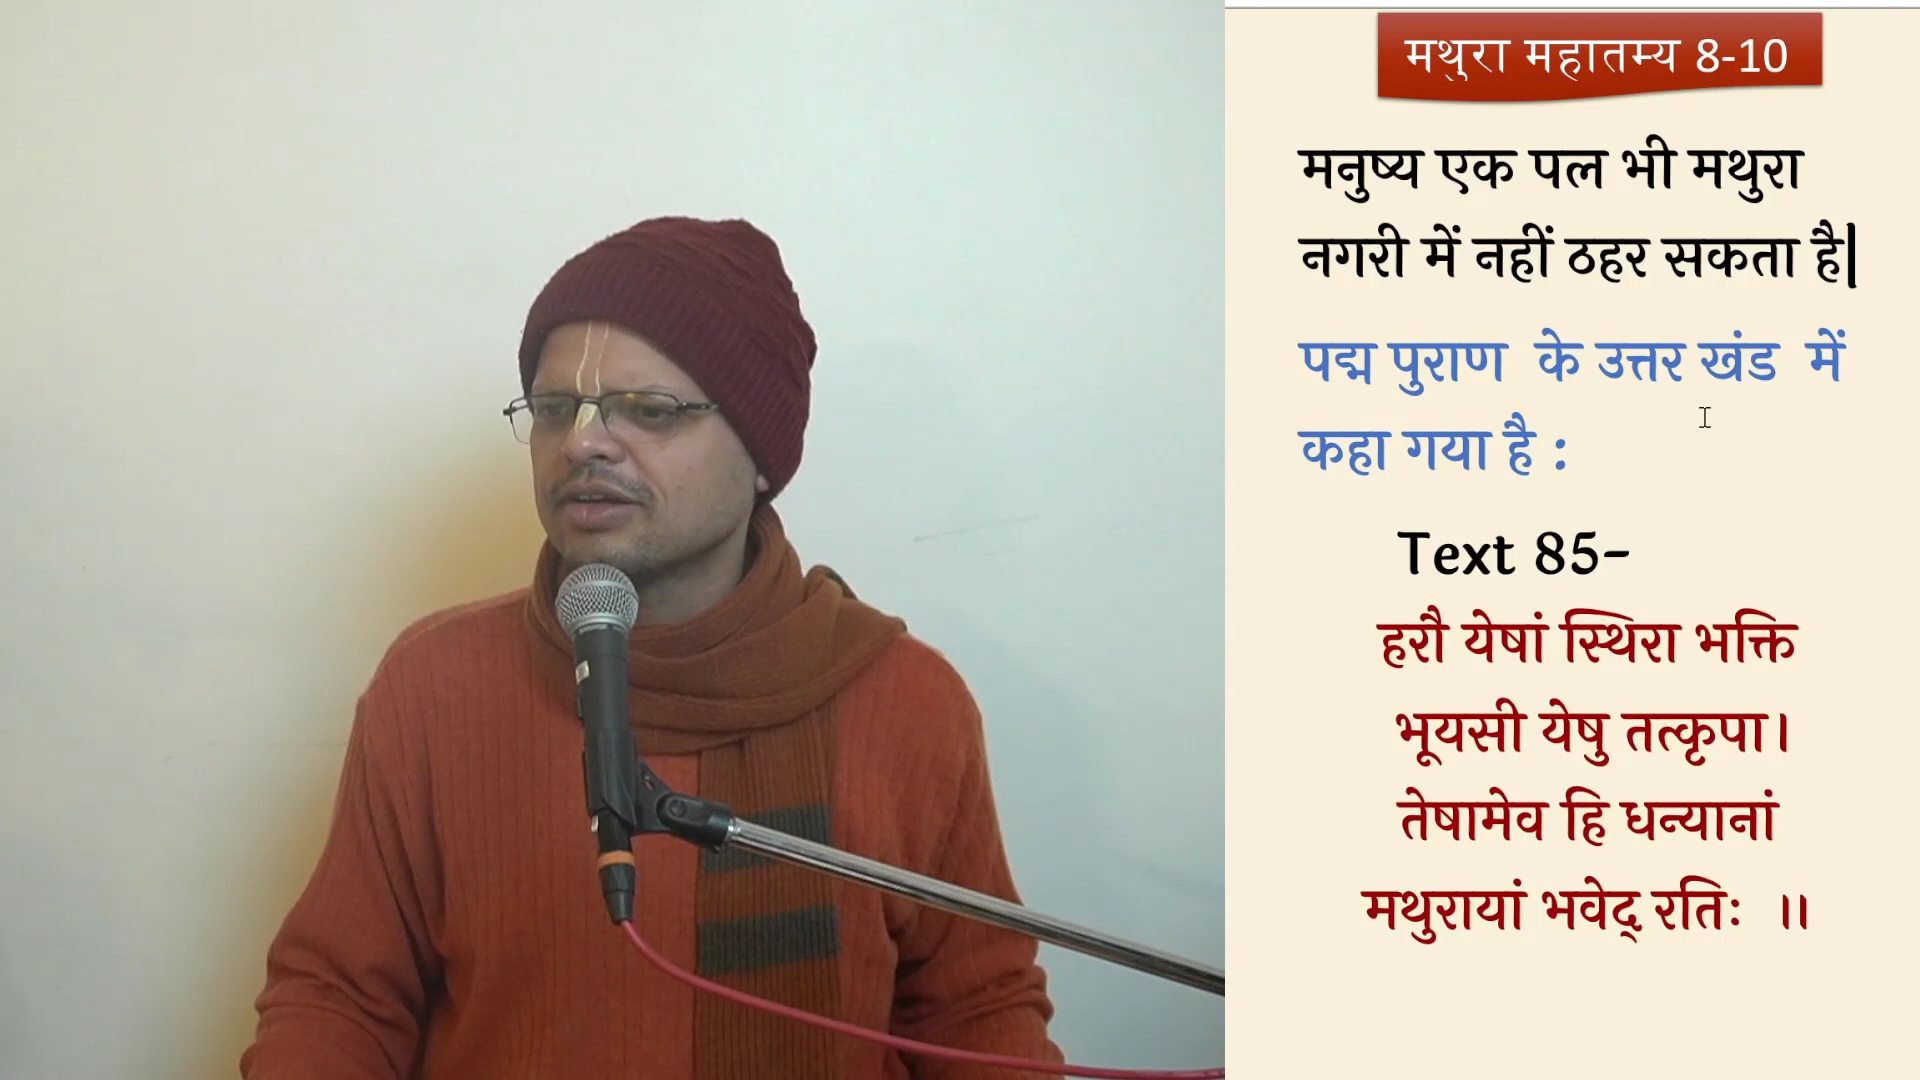 मथुरा महातम्य 8-10
मनुष्य एक पल भी मथुरा
नगरी में नहीं ठहर सकता है|
पद्म पुराण के उत्तर खंड में
कहा गया है :
Text 85-
हरौ येषां स्थिरा भक्ति
भूयसी येषु तत्कृपा।
तेषामेव हि धन्यानां
मथुरायां भवेद् रतिः ।।